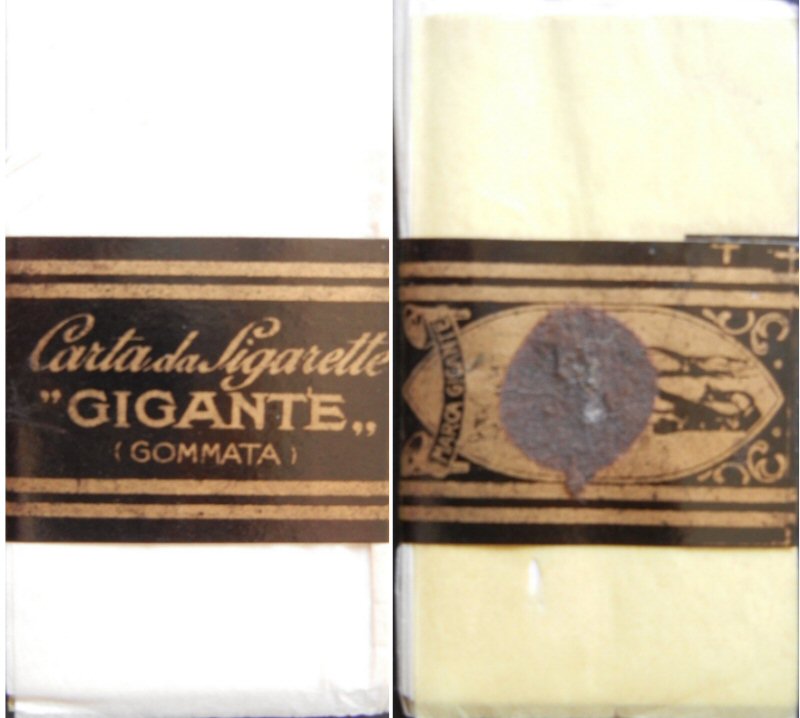 Carta da Sigarette
"GIGANTE„
(GOMMATA)
MARCA GIGANTE